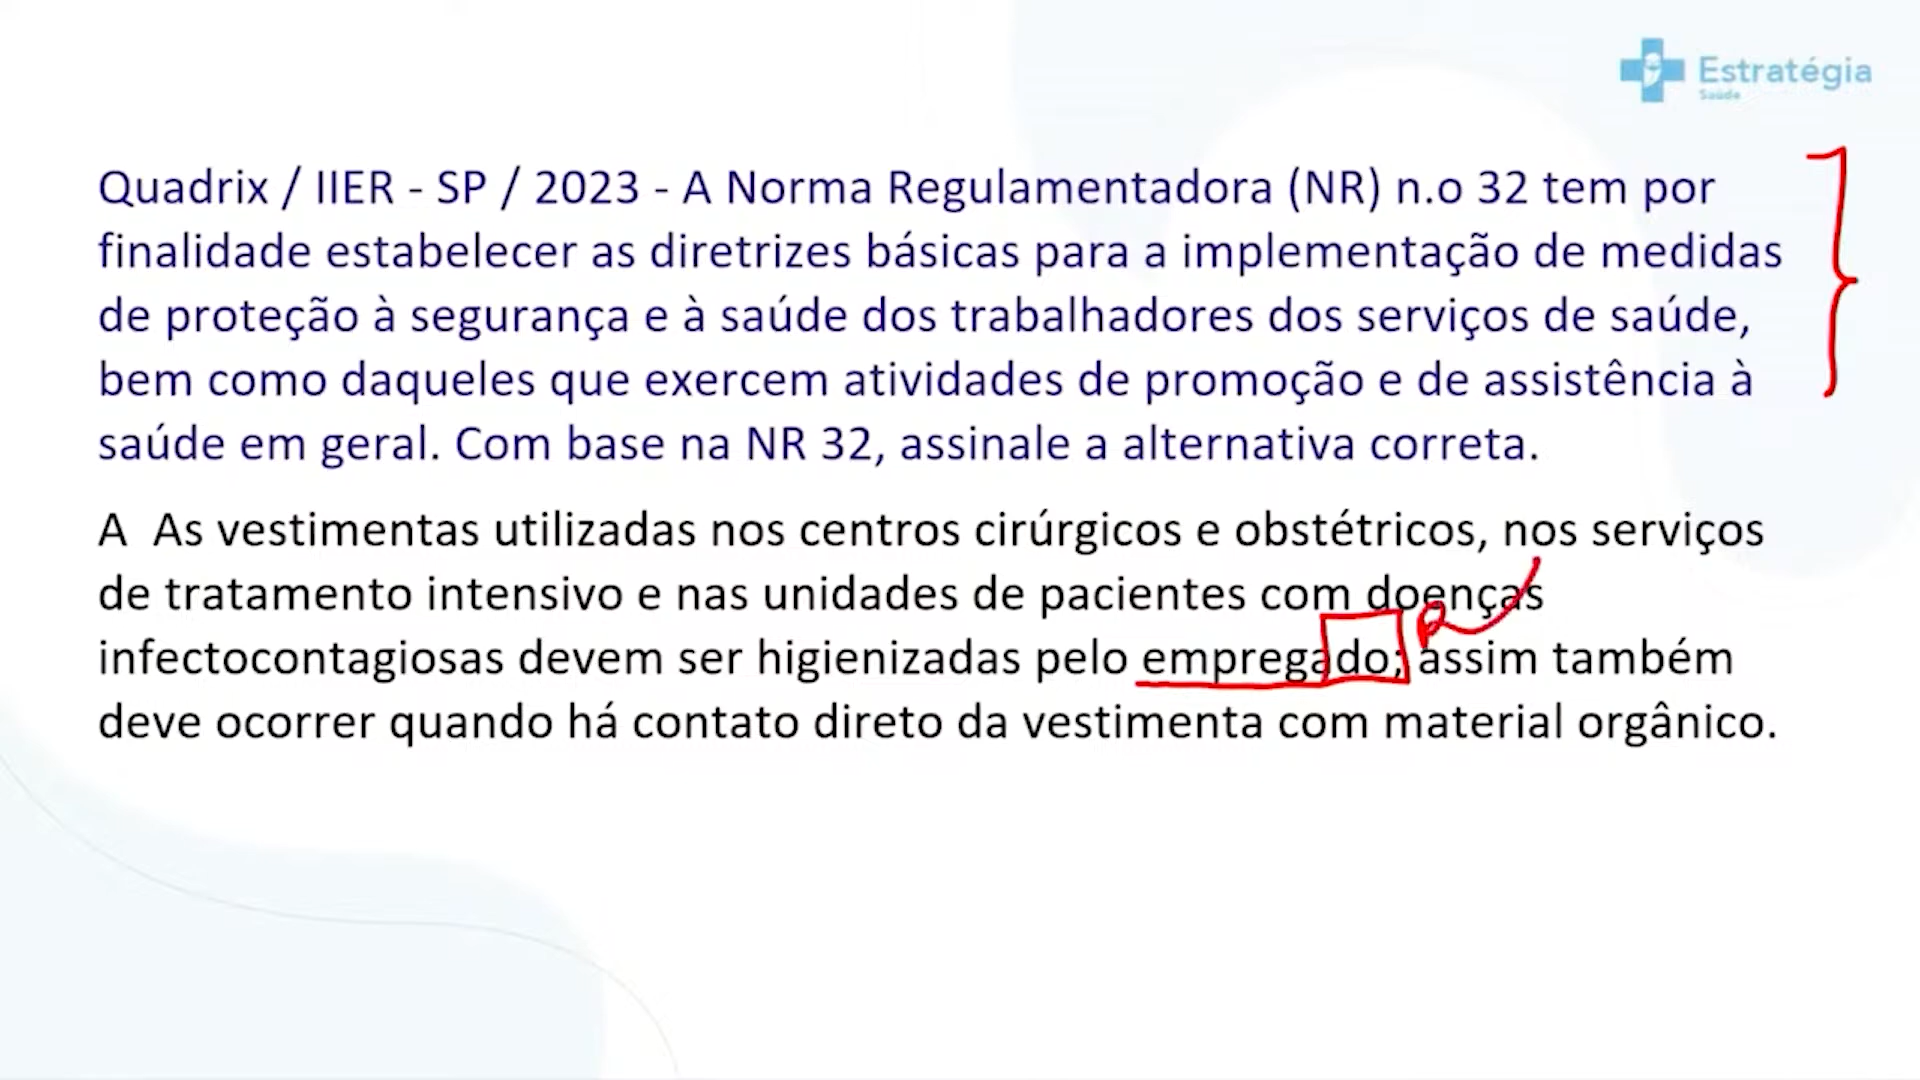 Estratégia
Saúde
Quadrix / IIER - SP / 2023 - A Norma Regulamentadora (NR) n.o 32 tem por
finalidade estabelecer as diretrizes básicas para a implementação de medidas
de proteção à segurança e à saúde dos trabalhadores dos serviços de saúde,
bem como daqueles que exercem atividades de promoção e de assistência à
saúde em geral. Com base na NR 32, assinale a alternativa correta.
A As vestimentas utilizadas nos centros cirúrgicos e obstétricos, nos serviços
de tratamento intensivo e nas unidades de pacientes com doenças
infectocontagiosas devem ser higienizadas pelo empregado; assim também
deve ocorrer quando há contato direto da vestimenta com material orgânico.